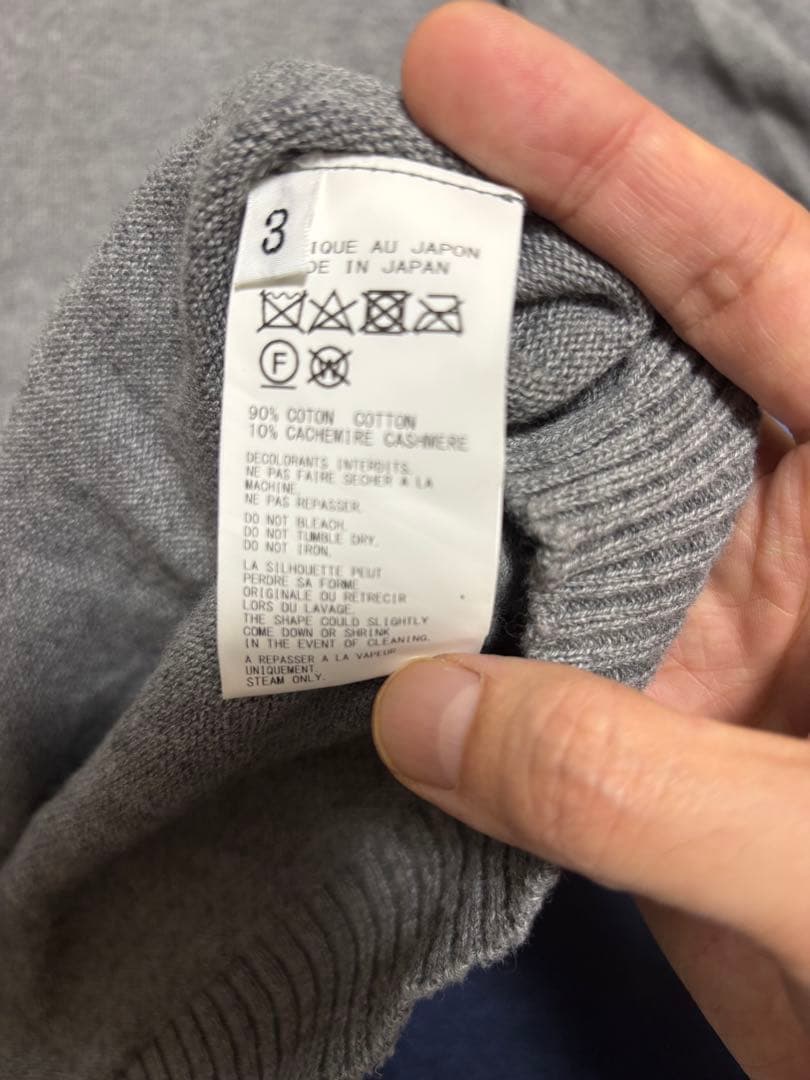 3
IQUE AU JAPON
DE IN JAPAN
F
W
90% COTON COTTON
10% CACHEMIRE CASHMERE
DECOLORANTS INTERDITS.
NE PAS FAIRE SECHER A LA
MACHINE.
NE PAS REPASSER.
DO NOT BLEACH.
DO NOT TUMBLE DRY.
DO NOT IRON.
LA SILHOUETTE PEUT
PERDRE SA FORME
ORIGINALE OU RETRECIR
LORS DU LAVAGE.
THE SHAPE COULD SLIGHTLY
COME DOWN OR SHRINK
IN THE EVENT OF CLEANING.
A REPASSER A LA VAPEUR
UNIQUEMENT.
STEAM ONLY.